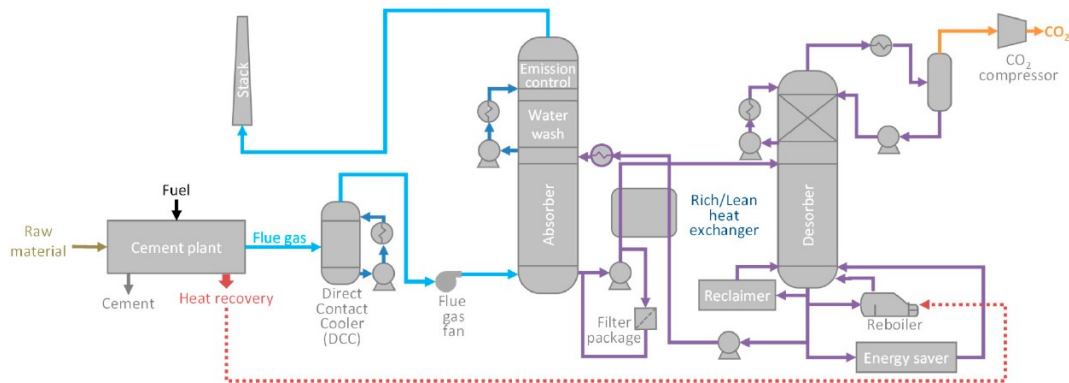 Stack
Emission
control
Water
wash
Absorber
CO₂
CO₂
compressor
Desorber
Rich/Lean
heat
exchanger
Fuel
Raw
material
Cement plant
Flue gas
Cement
Heat recovery
Direct
Contact
Cooler
(DCC)
Flue
gas
fan
Filter
package
Reclaimer
Reboiler
Energy saver